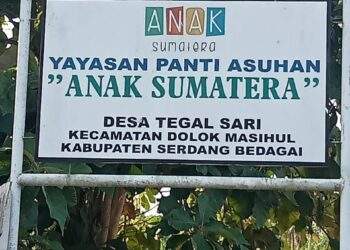 ANAK
sumatera
YAYASAN PANTI ASUHAN
"ANAK SUMATERA"
DESA TEGAL SARI
KECAMATAN DOLOK MASIHUL
KABUPATEN SERDANG BEDAGAI